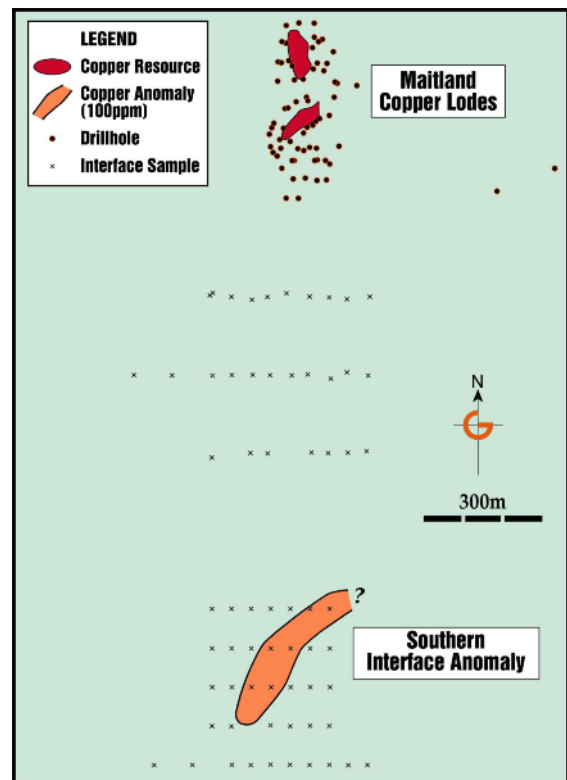 LEGEND
Copper Resource
Copper Anomaly
(100ppm)
Drillhole
Interface Sample
Maitland
Copper Lodes
N
G
300m
?
Southern
Interface Anomaly